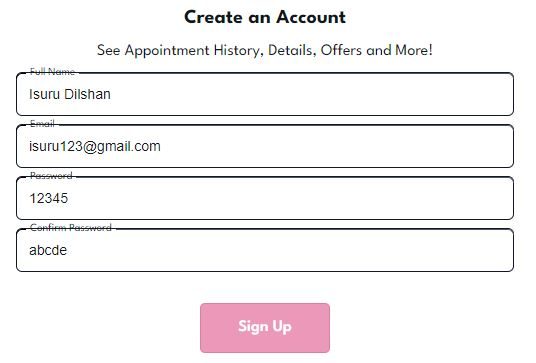 Create an Account
See Appointment History, Details, Offers and More!
Full Name
Isuru Dilshan
Email
isuru123@gmail.com
Password
12345
Confirm Password
abcde
Sign Up